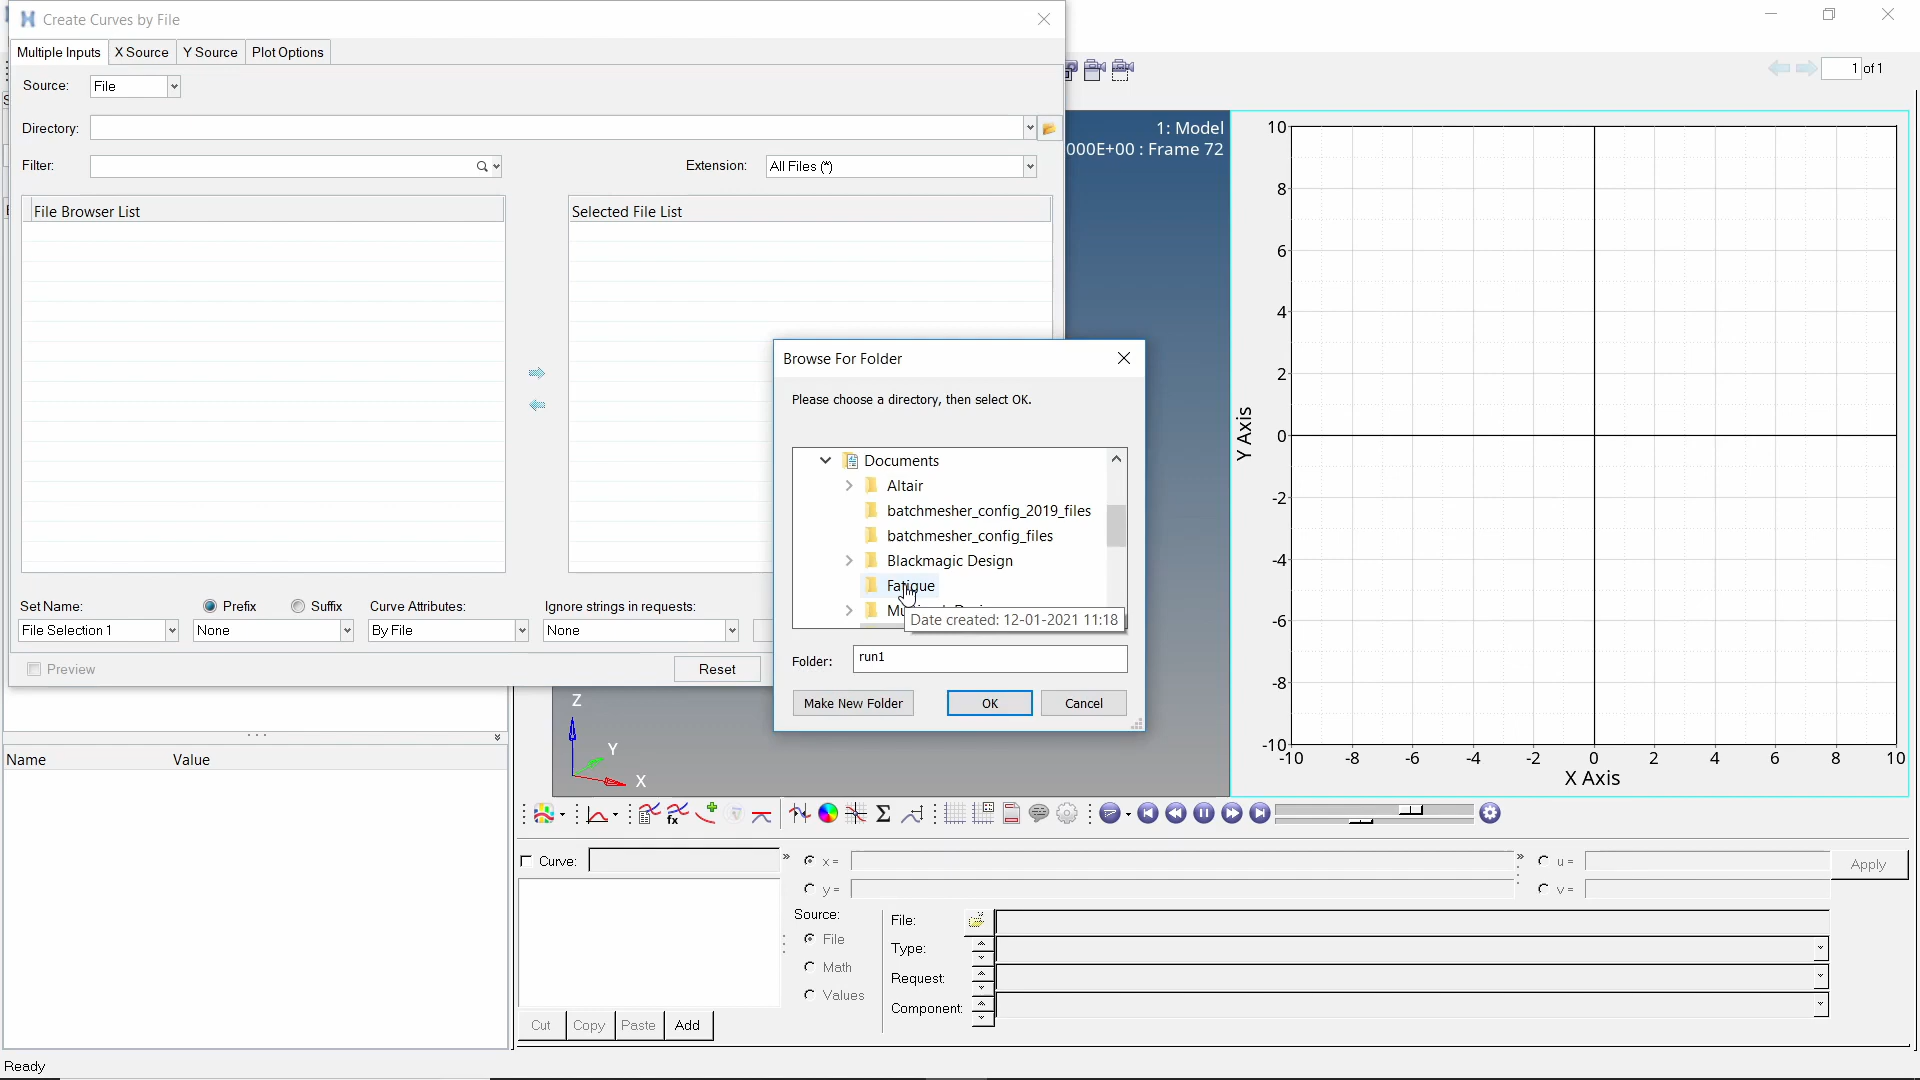 Create Curves by File
Multiple Inputs
X Source
Y Source
Plot Options
Source:
File
Directory:
Filter:
Extension:
All Files (*)
File Browser List
Selected File List
Set Name:
Prefix
Suffix
Curve Attributes:
Ignore strings in requests:
File Selection 1
None
By File
None
Preview
Reset
Browse For Folder
Please choose a directory, then select OK.
Documents
Altair
batchmesher_config_2019_files
batchmesher_config_files
Blackmagic Design
Fatigue
Date created: 12-01-2021 11:18
Folder:
run1
Make New Folder
OK
Cancel
1 of 1
1: Model
000E+00 : Frame 72
10
8
6
4
2
0
-2
-4
-6
-8
-10
Y Axis
-10
-8
-6
-4
-2
0
2
4
6
8
10
X Axis
Z
Y
X
Name
Value
Curve:
x =
y =
u =
v =
Apply
Source:
File
Math
Values
File:
Type:
Request:
Component:
Cut
Copy
Paste
Add
Ready